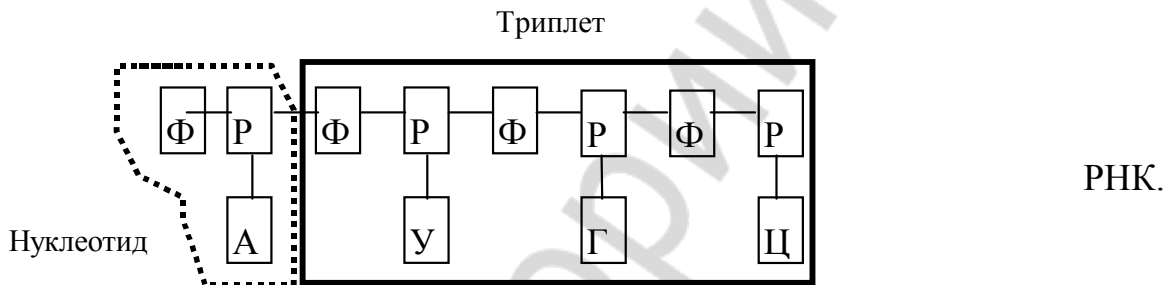 Триплет
Ф Р Ф Р Ф Р Ф Р
РНК.
Нуклеотид А У Г Ц